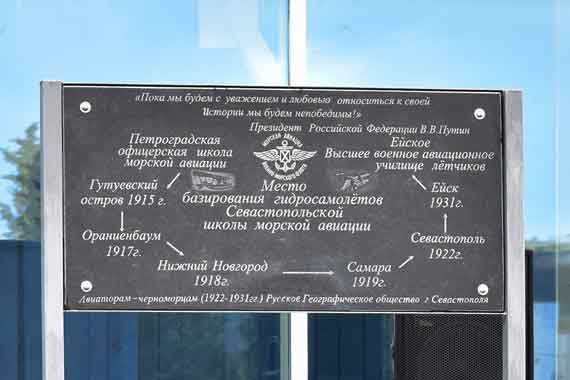 «Пока мы будем с уважением и любовью относиться к своей
Истории мы будем непобедимы!»
Президент Российской Федерации В.В.Путин
МОРСКАЯ АВИАЦИЯ
Петроградская
офицерская школа
морской авиации
Гутуевский
остров 1915 г.
Ораниенбаум
1917г.
Нижний Новгород
1918г.
Самара
1919г.
Севастополь
1922г.
Ейск
1931г.
Ейское
Высшее военное авиационное
училище лётчиков
Место
базирования гидросамолётов
Севастопольской
школы морской авиации
Авиаторам-черноморцам (1922-1931гг.) Русское Географическое общество г Севастополя